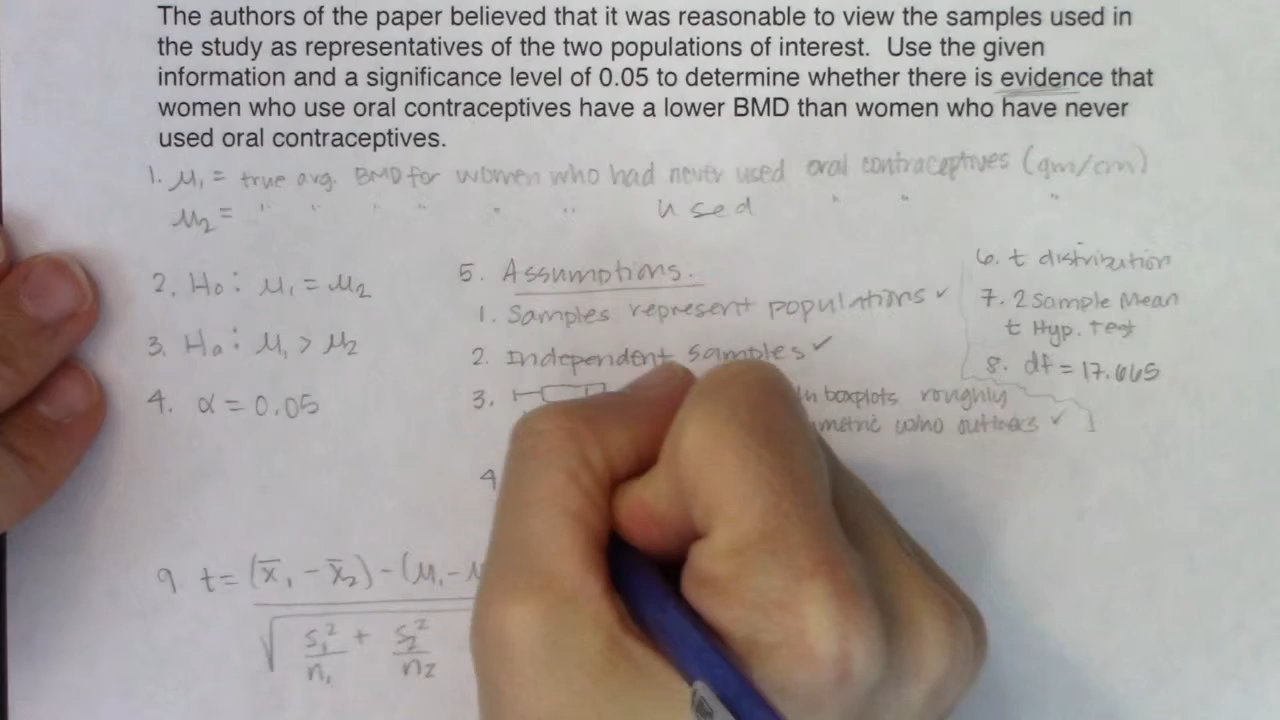 The authors of the paper believed that it was reasonable to view the samples used in
the study as representatives of the two populations of interest. Use the given
information and a significance level of 0.05 to determine whether there is evidence that
women who use oral contraceptives have a lower BMD than women who have never
used oral contraceptives.
1. μ₁ = true avg. BMD for women who had never used oral contraceptives (gm/cm)
μ₂ = " " " " " " used " " "
2. H₀: μ₁ = μ₂
3. Hₐ: μ₁ > μ₂
4. α = 0.05
5. Assumptions.
1. Samples represent populations ✓
2. Independent samples ✓
3. boxplots roughly
w/no outliers ✓
4
6. t distribution
7. 2 Sample Mean
t Hyp. Test
8. df = 17.665
9. t = (x̄₁ - x̄₂) - (μ₁ -
√ s₁²/n₁ + s₂²/n₂